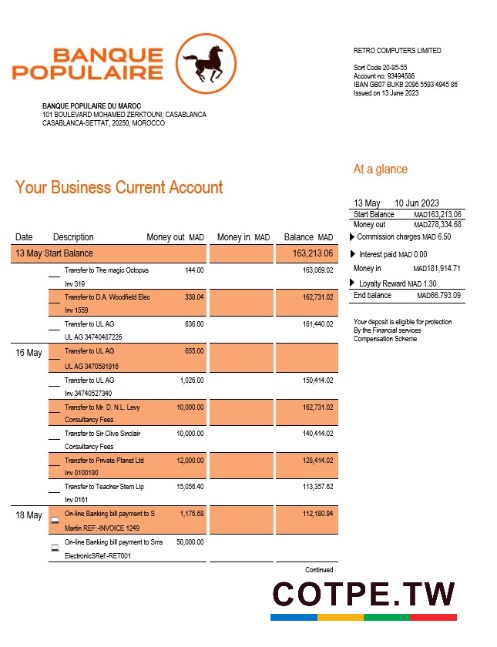 BANQUE
POPULAIRE
RETRO COMPUTERS LIMITED
Sort Code 20-95-55
Account no. 93494586
IBAN GB07 BUKB 2096 5593 4945 86
Issued on 13 June 2023
BANQUE POPULAIRE DU MAROC
101 BOULEVARD MOHAMED ZERKTOUNI, CASABLANCA
CASABLANCA-SETTAT, 20250, MOROCCO
At a glance
Your Business Current Account
13 May 10 Jun 2023
Start Balance MAD163,213.06
Money out MAD278,334.68
Commission charges MAD 6.50
Interest paid MAD 0.00
Money in MAD181,914.71
Loyalty Reward MAD 1.30
End balance MAD66.793.09
Your deposit is eligible for protection
By the Financial services
Compensation Scheme
Date Description Money out MAD Money in MAD Balance MAD
13 May Start Balance 163,213.06
Transfer to The magic Octopus 144.00 163,069.02
Inv 319
Transfer to D.A. Woodfield Elec 338.04 162,731.02
Inv 1559
Transfer to UL AG 636.00 151,440.02
UL AG 34740487226
16 May Transfer to UL AG 655.00
UL AG 3470581916
Transfer to UL AG 1,026.00 150,414.02
Inv 34740527340
Transfer to Mr. D. N.L. Levy 10,000.00 162,731.02
Consultancy Fees
Transfer to Sir Clive Sinclair 10,000.00 140,414.02
Consultancy Fees
Transfer to Private Planet Ltd 12,000.00 128,414.02
Inv 0100190
Transfer to Teacher Stem Lip 15,056.40 113,357.62
Inv 0161
18 May On-line Banking bill payment to S 1,176.68 112,180.94
Martin REF:-INVOICE 1249
On-line Banking bill payment to Sms 50,000.00
ElectronicSRef:-RET001
Continued
COTPE.TW